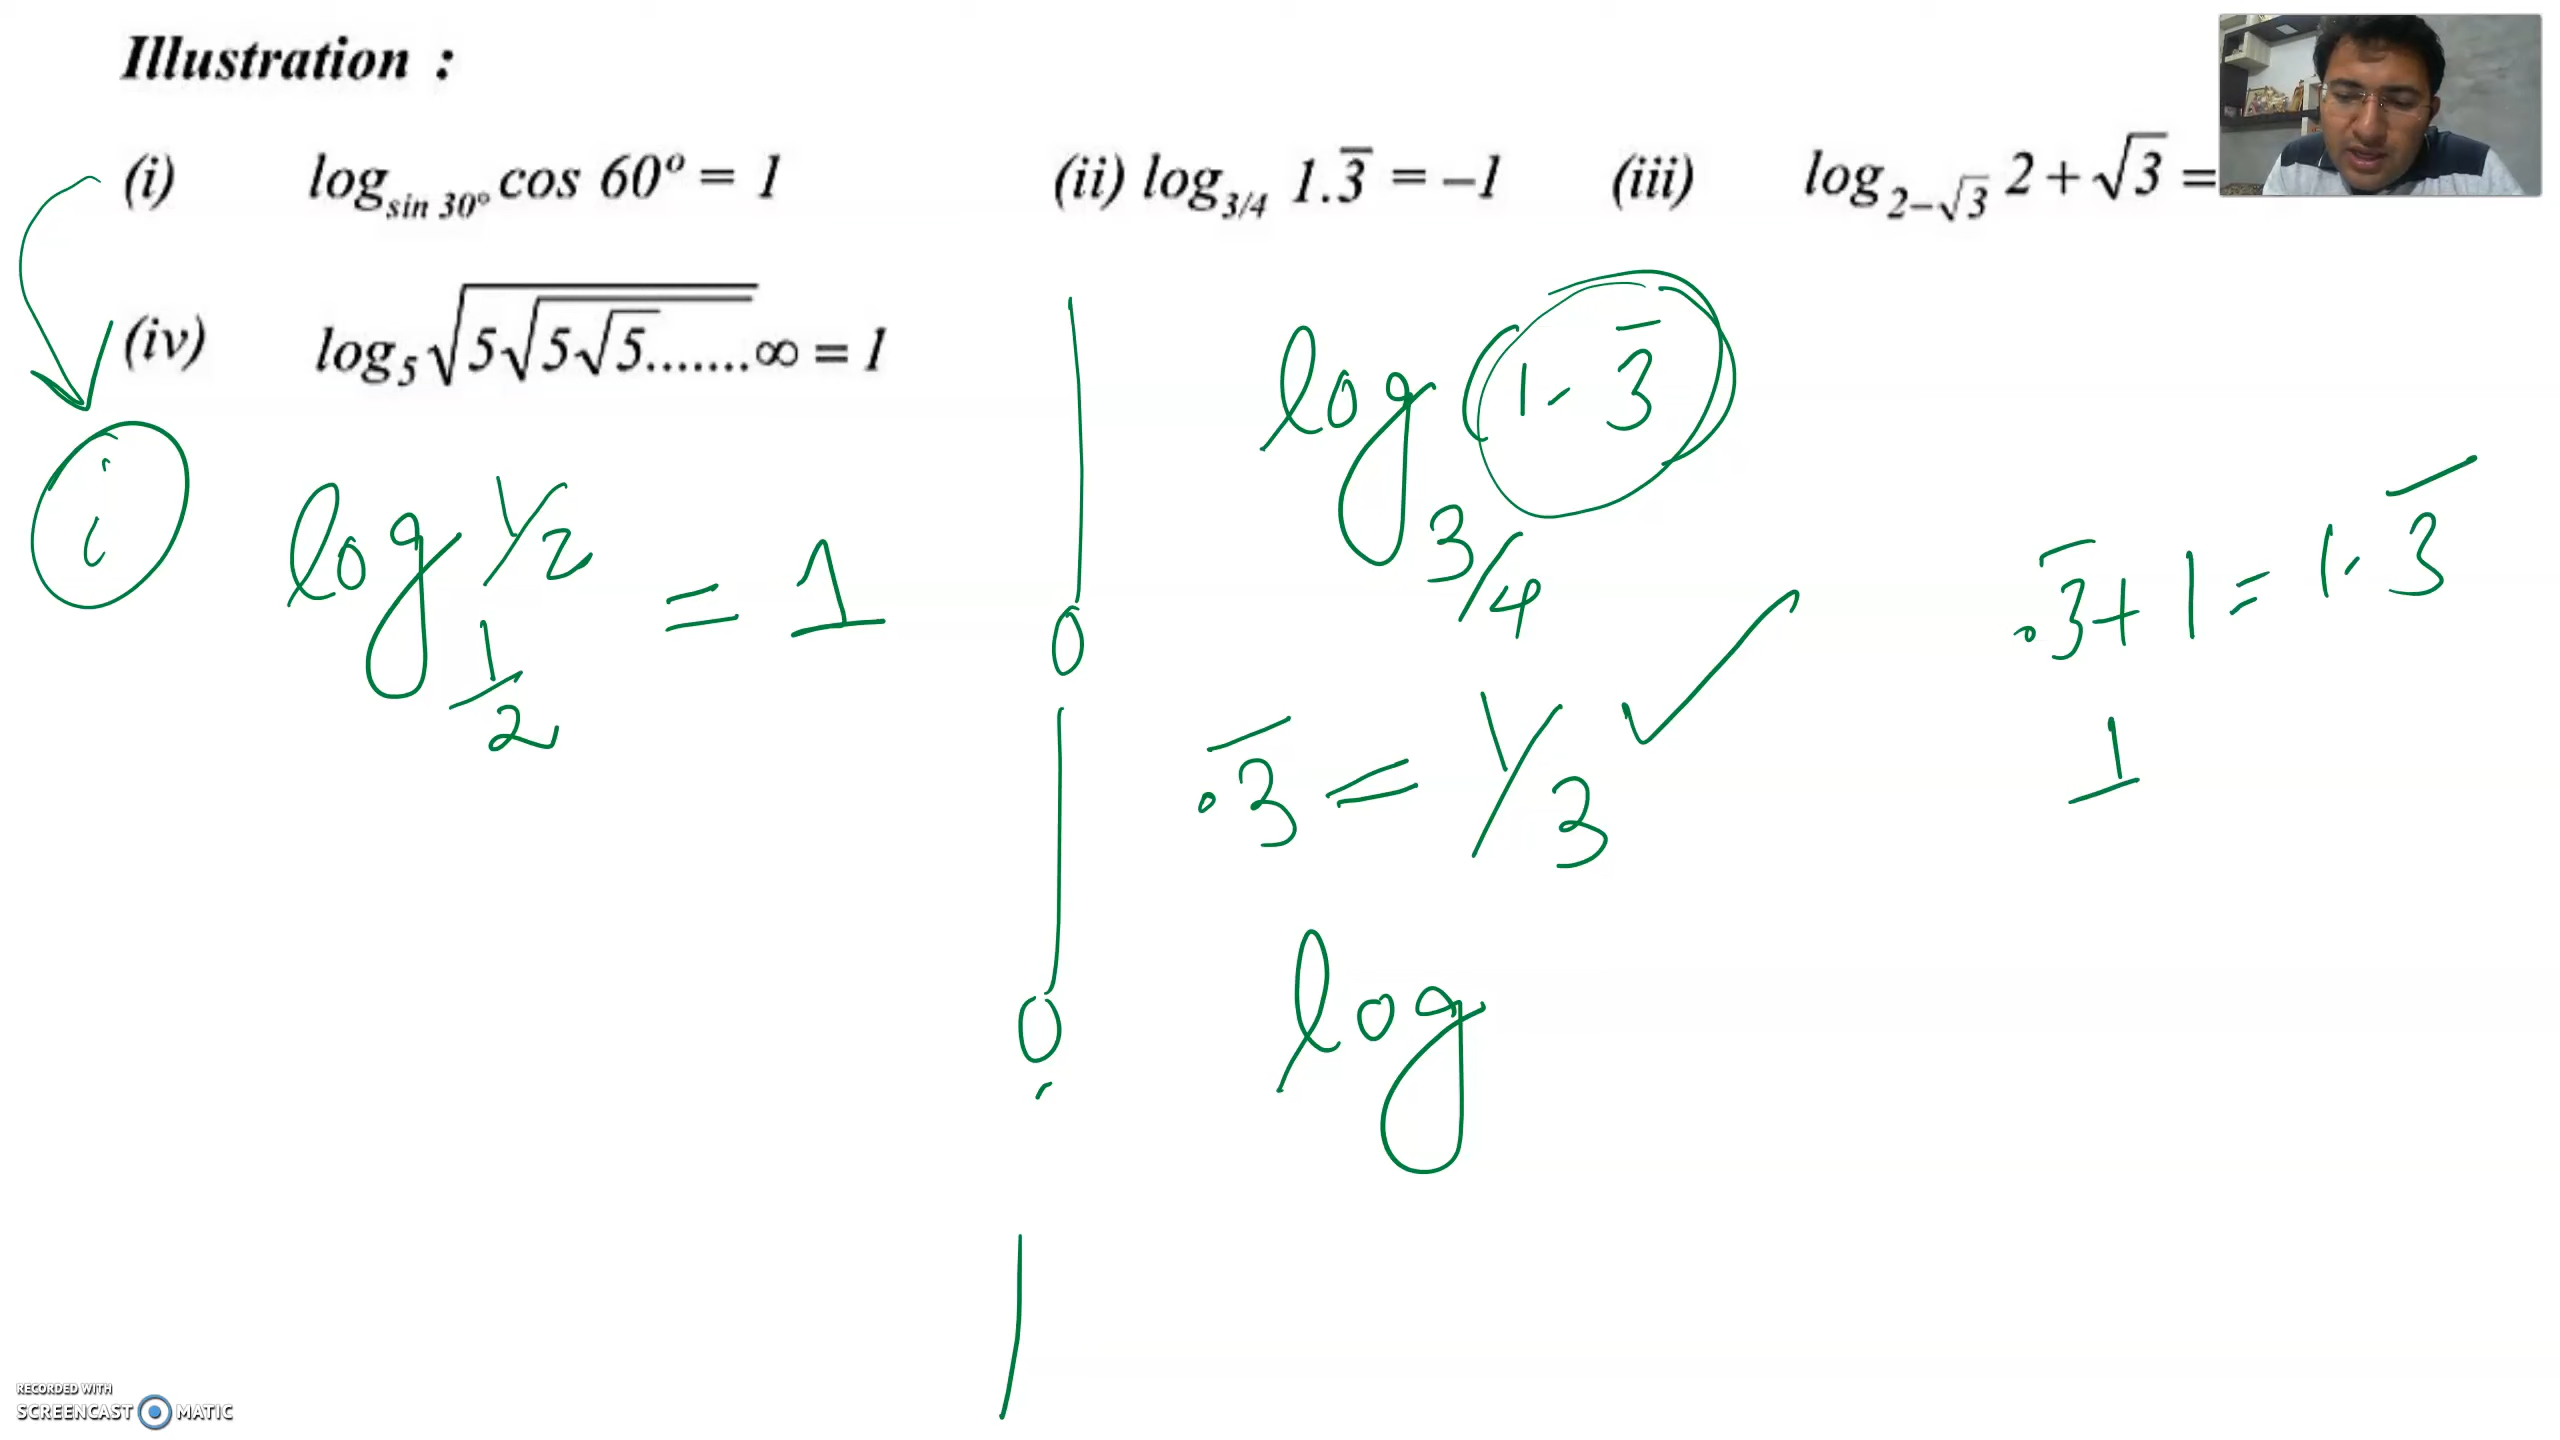 Illustration :
(i) log_{sin 30°} cos 60° = 1 (ii) log_{3/4} 1.3̅ = –1 (iii) log_{2–√3} 2 + √3 =
(iv) log_5 √5√5√5.......∞ = 1
i
log_{1/2} 1/2 = 1
log_{3/4} (1.3̅)
.3̅ + 1 = 1.3̅
1
.3̅ = 1/3 ✓
log
RECORDED WITH
SCREENCAST MATIC